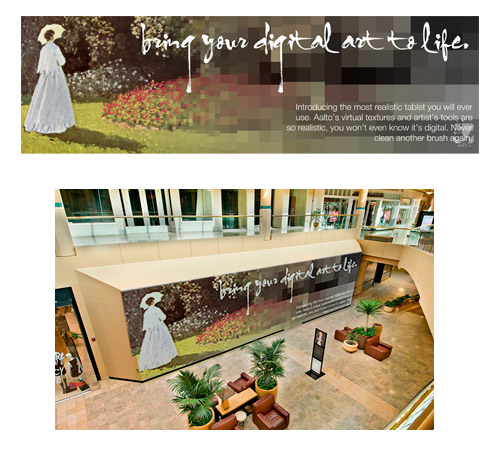 bring your digital art to life.
Introducing the most realistic tablet you will ever
use. Aalto's virtual textures and artist's tools are
so realistic, you won't even know it's digital. Never
clean another brush again.
bring your digital art to life.